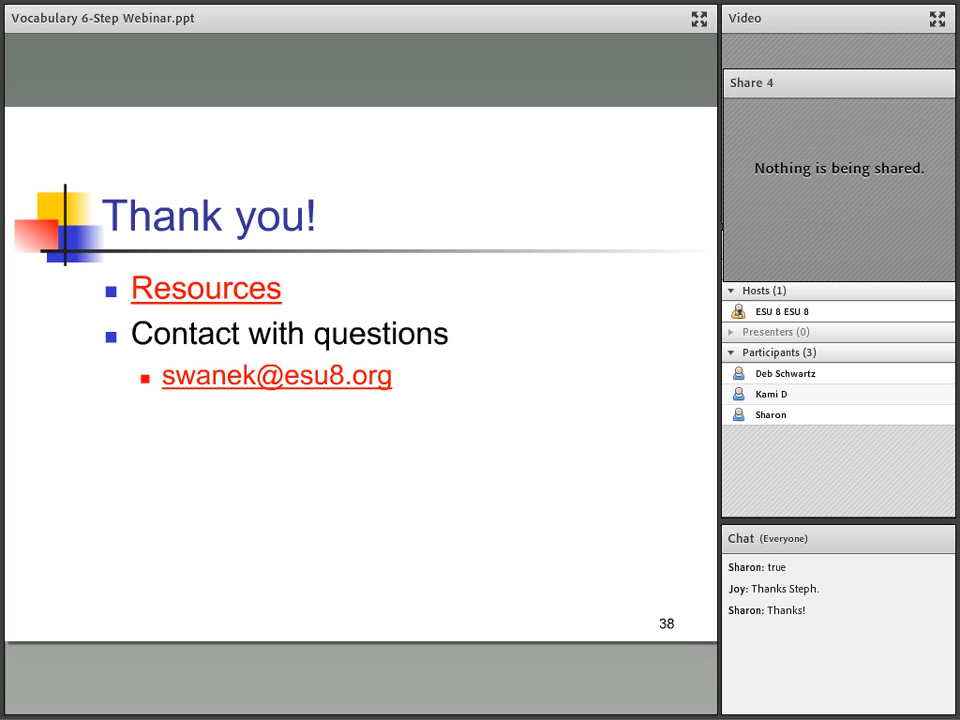 Vocabulary 6-Step Webinar.ppt
Thank you!
Resources
Contact with questions
swanek@esu8.org
38
Video
Share 4
Nothing is being shared.
Hosts (1)
ESU 8 ESU 8
Presenters (0)
Participants (3)
Deb Schwartz
Kami D
Sharon
Chat (Everyone)
Sharon: true
Joy: Thanks Steph.
Sharon: Thanks!